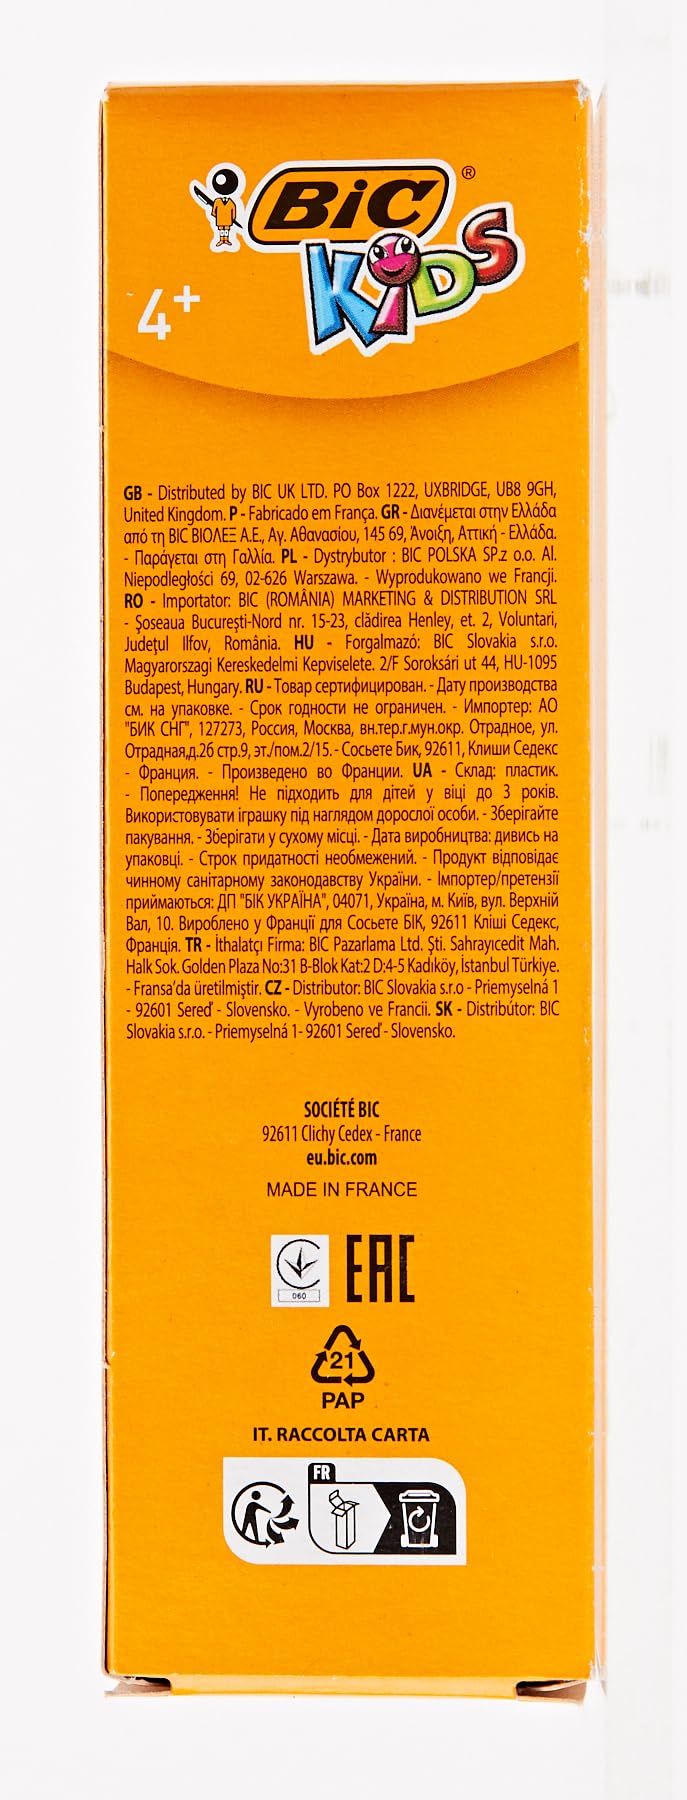 BiC®
KiDS
4+
GB - Distributed by BIC UK LTD. PO Box 1222, UXBRIDGE, UB8 9GH,
United Kingdom. P - Fabricado em França. GR - Διανέμεται στην Ελλάδα
από τη BIC ΒΙΟΛΕΞ Α.Ε., Αγ. Αθανασίου, 145 69, Άνοιξη, Αττική - Ελλάδα.
- Παράγεται στη Γαλλία. PL - Dystrybutor : BIC POLSKA SP.z o.o. Al.
Niepodległości 69, 02-626 Warszawa. - Wyprodukowano we Francji.
RO - Importator: BIC (ROMÂNIA) MARKETING & DISTRIBUTION SRL
- Şoseaua Bucureşti-Nord nr. 15-23, clădirea Henley, et. 2, Voluntari,
Judeţul Ilfov, România. HU - Forgalmazó: BIC Slovakia s.r.o.
Magyarorszagi Kereskedelmi Kepviselete. 2/F Soroksári ut 44, HU-1095
Budapest, Hungary. RU - Товар сертифицирован. - Дату производства
см. на упаковке. - Срок годности не ограничен. - Импортер: АО
"БИК СНГ", 127273, Россия, Москва, вн.тер.г.мун.окр. Отрадное, ул.
Отрадная,д.2б стр.9, эт./пом.2/15. - Сосьете Бик, 92611, Клиши Седекс
- Франция. - Произведено во Франции. UA - Склад: пластик.
- Попередження! Не підходить для дітей у віці до 3 років.
Використовувати іграшку під наглядом дорослої особи. - Зберігайте
пакування. - Зберігати у сухому місці. - Дата виробництва: дивись на
упаковці. - Строк придатності необмежений. - Продукт відповідає
чинному санітарному законодавству України. - Імпортер/претензії
приймаються: ДП "БІК УКРАЇНА", 04071, Україна, м. Київ, вул. Верхній
Вал, 10. Вироблено у Франції для Сосьете БІК, 92611 Кліші Седекс,
Франція. TR - İthalatçı Firma: BIC Pazarlama Ltd. Şti. Sahrayıcedit Mah.
Halk Sok. Golden Plaza No:31 B-Blok Kat:2 D:4-5 Kadıköy, İstanbul Türkiye.
- Fransa'da üretilmiştir. CZ - Distributor: BIC Slovakia s.r.o - Priemyselná 1
- 92601 Sereď - Slovensko. - Vyrobeno ve Francii. SK - Distribútor: BIC
Slovakia s.r.o. - Priemyselná 1- 92601 Sereď - Slovensko.
SOCIÉTÉ BIC
92611 Clichy Cedex - France
eu.bic.com
MADE IN FRANCE
060
EAC
21
PAP
IT. RACCOLTA CARTA
FR